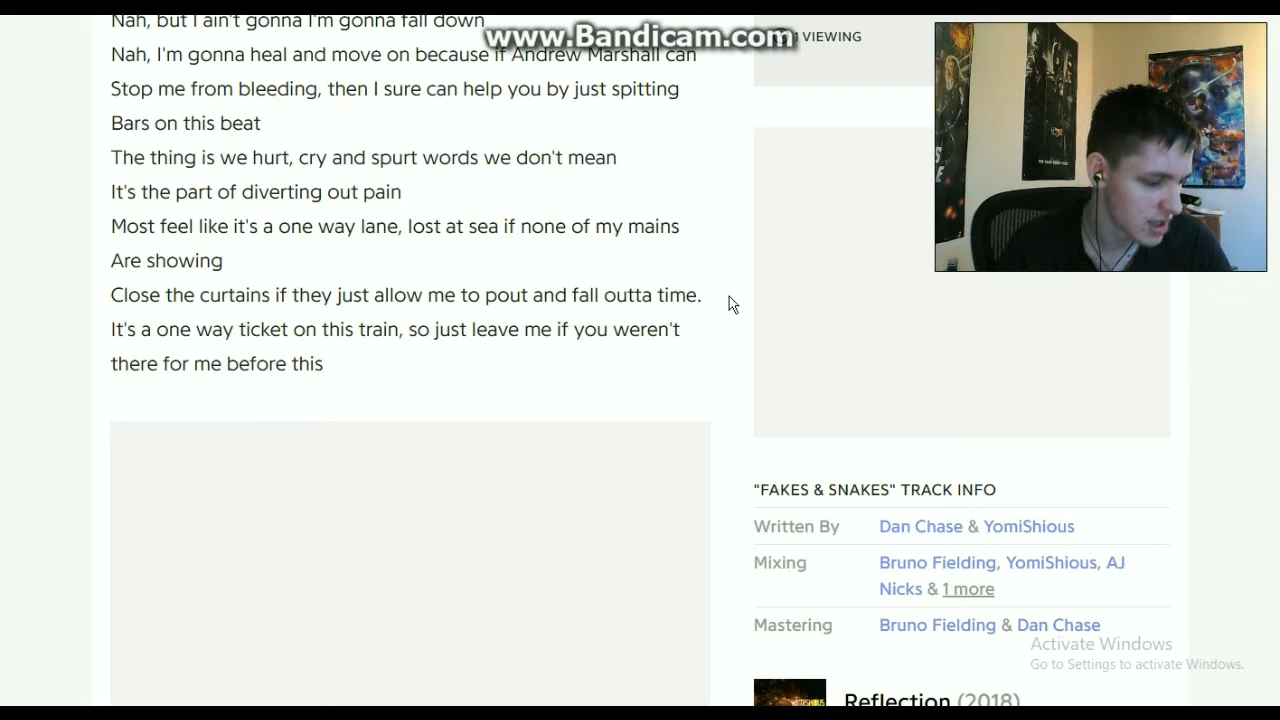 Nah, but I ain't gonna I'm gonna fall down
www.Bandicam.com
1 VIEWING
Nah, I'm gonna heal and move on because if Andrew Marshall can
Stop me from bleeding, then I sure can help you by just spitting
Bars on this beat
The thing is we hurt, cry and spurt words we don't mean
It's the part of diverting out pain
Most feel like it's a one way lane, lost at sea if none of my mains
Are showing
Close the curtains if they just allow me to pout and fall outta time.
It's a one way ticket on this train, so just leave me if you weren't
there for me before this
"FAKES & SNAKES" TRACK INFO
Written By Dan Chase & YomiShious
Mixing Bruno Fielding, YomiShious, AJ
Nicks & 1 more
Mastering Bruno Fielding & Dan Chase
Activate Windows
Go to Settings to activate Windows.
Reflection (2018)